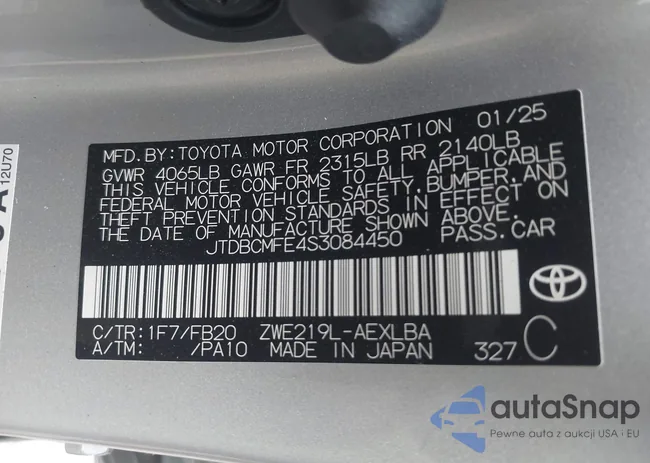 MFD.BY:TOYOTA MOTOR CORPORATION 01/25
GVWR 4065LB GAWR FR 2315LB RR 2140LB
THIS VEHICLE CONFORMS TO ALL APPLICABLE
FEDERAL MOTOR VEHICLE SAFETY,BUMPER,AND
THEFT PREVENTION STANDARDS IN EFFECT ON
THE DATE OF MANUFACTURE SHOWN ABOVE.
JTDBCMFE4S3084450 PASS.CAR
C/TR:1F7/FB20 ZWE219L-AEXLBA
A/TM: /PA10 MADE IN JAPAN 327 C
12U70
autaSnap
Pewne auta z aukcji USA i EU